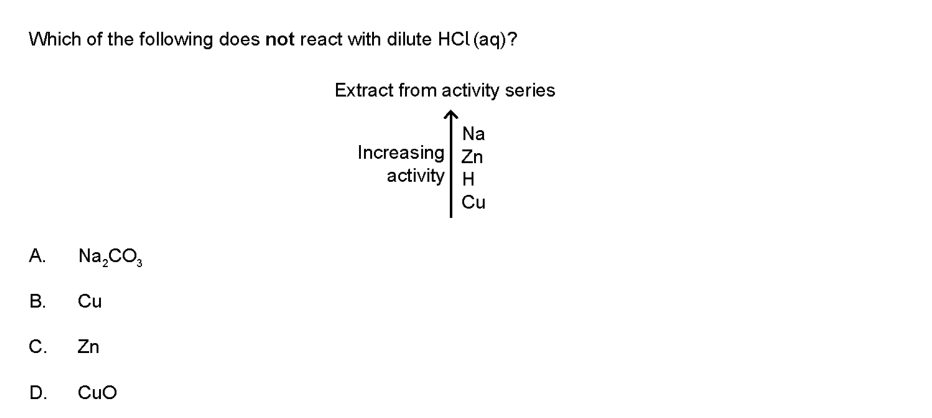 Which of the following does not react with dilute HCl (aq)?
Extract from activity series
Na
Increasing Zn
activity H
Cu
A. Na₂CO₃
B. Cu
C. Zn
D. CuO